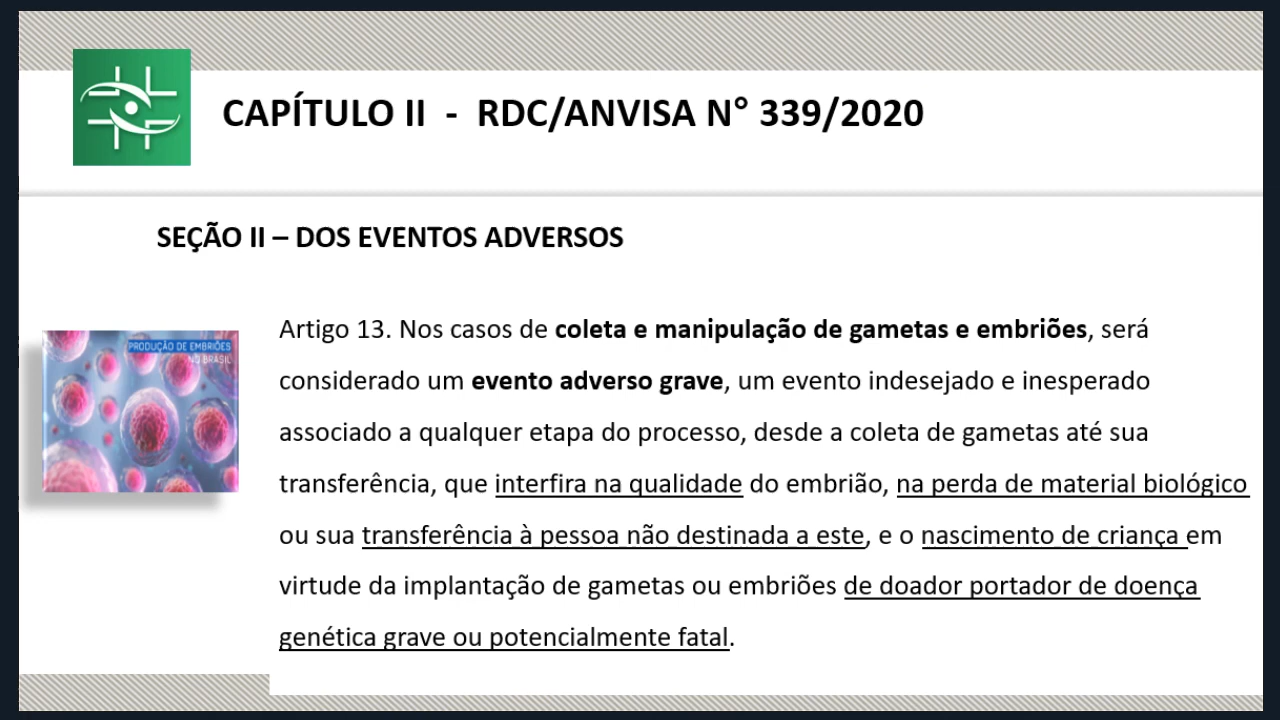 CAPÍTULO II - RDC/ANVISA N° 339/2020
SEÇÃO II – DOS EVENTOS ADVERSOS
PRODUÇÃO DE EMBRIÕES
NO BRASIL
Artigo 13. Nos casos de coleta e manipulação de gametas e embriões, será
considerado um evento adverso grave, um evento indesejado e inesperado
associado a qualquer etapa do processo, desde a coleta de gametas até sua
transferência, que interfira na qualidade do embrião, na perda de material biológico
ou sua transferência à pessoa não destinada a este, e o nascimento de criança em
virtude da implantação de gametas ou embriões de doador portador de doença
genética grave ou potencialmente fatal.